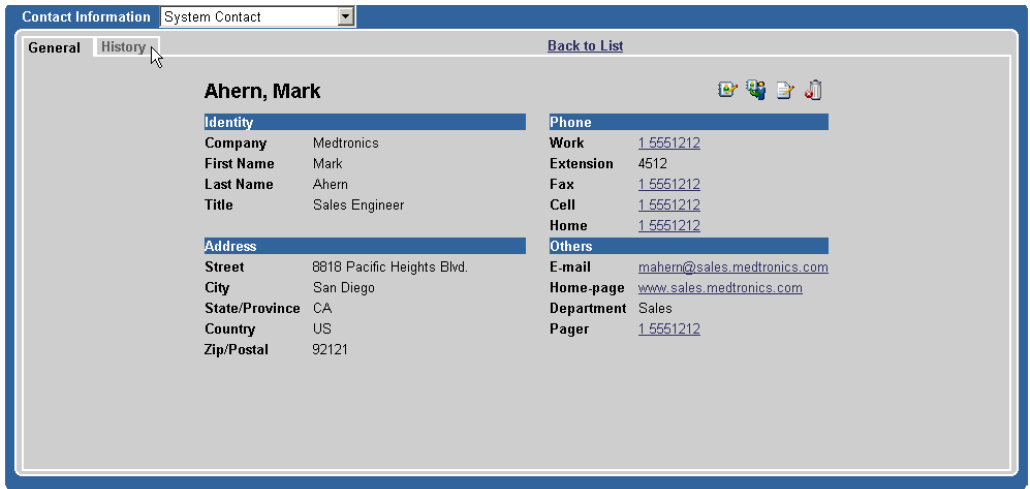 Contact Information System Contact
General History Back to List
Ahern, Mark
Identity
Company Medtronics
First Name Mark
Last Name Ahern
Title Sales Engineer
Phone
Work 1 5551212
Extension 4512
Fax 1 5551212
Cell 1 5551212
Home 1 5551212
Address
Street 8818 Pacific Heights Blvd.
City San Diego
State/Province CA
Country US
Zip/Postal 92121
Others
E-mail mahern@sales.medtronics.com
Home-page www.sales.medtronics.com
Department Sales
Pager 1 5551212